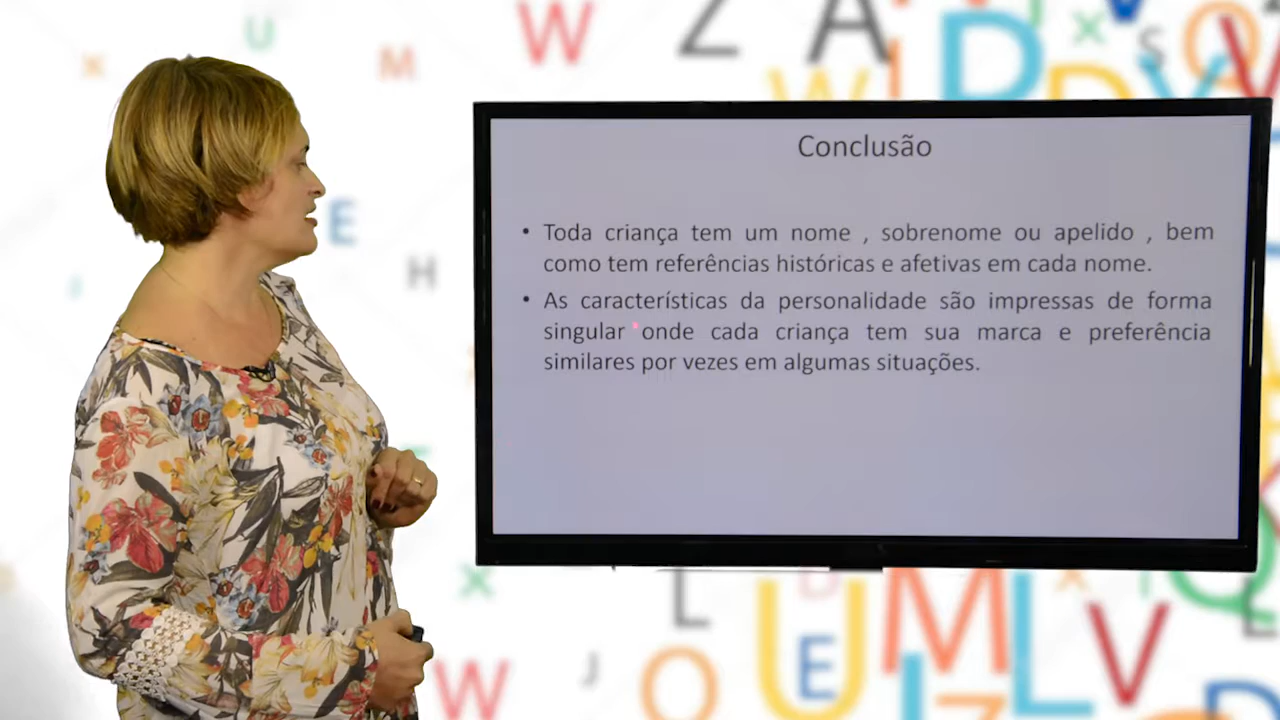 Conclusão
• Toda criança tem um nome , sobrenome ou apelido , bem
como tem referências históricas e afetivas em cada nome.
• As características da personalidade são impressas de forma
singular onde cada criança tem sua marca e preferência
similares por vezes em algumas situações.